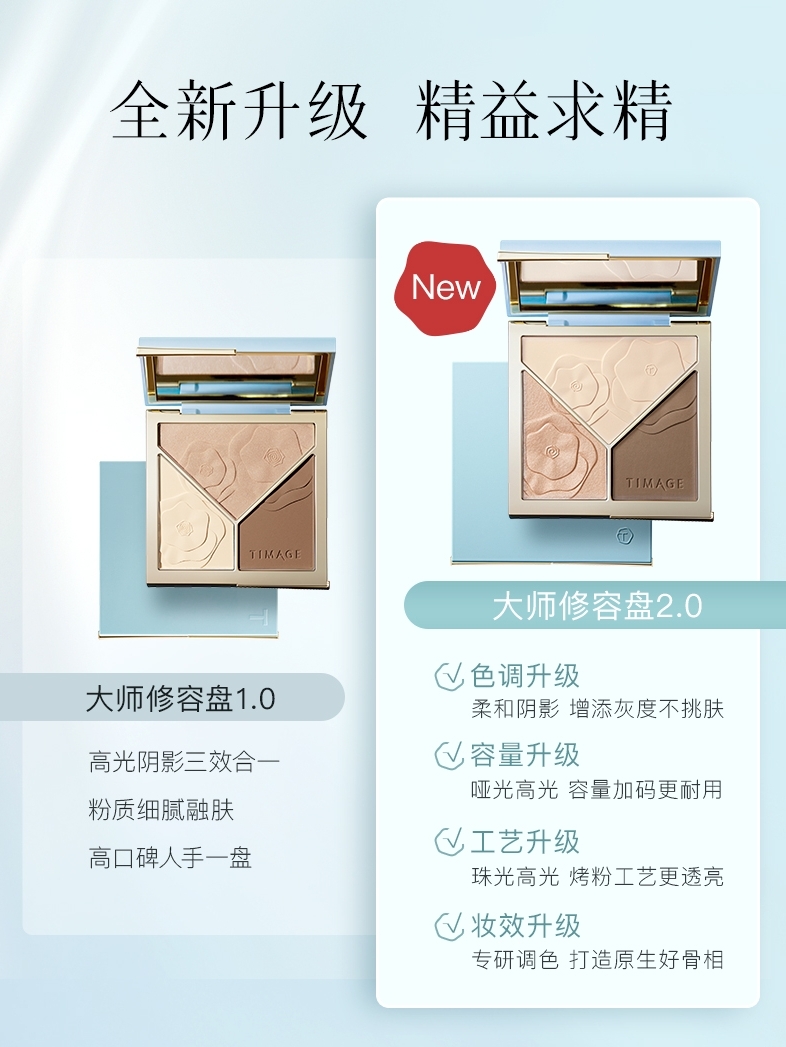 全新升级 精益求精
New
TIMAGE
大师修容盘1.0
高光阴影三效合一
粉质细腻融肤
高口碑人手一盘
TIMAGE
大师修容盘2.0
色调升级
柔和阴影 增添灰度不挑肤
容量升级
哑光高光 容量加码更耐用
工艺升级
珠光高光 烤粉工艺更透亮
妆效升级
专研调色 打造原生好骨相